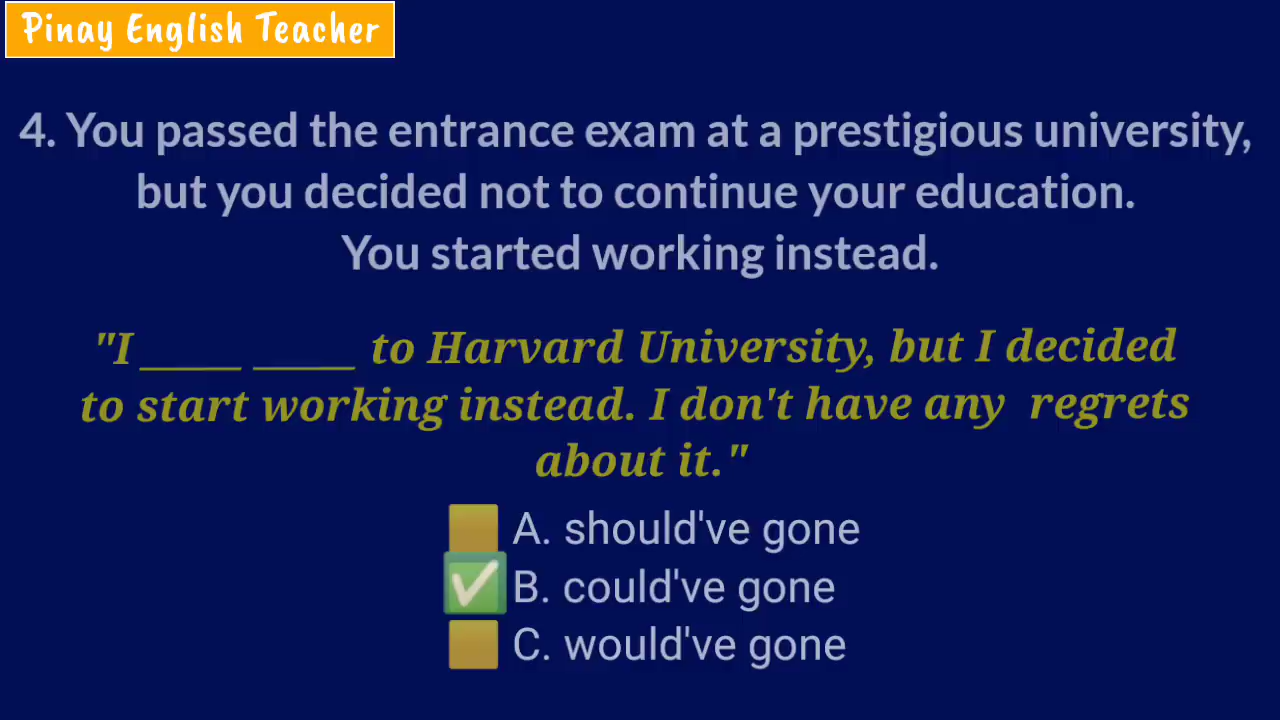 Pinay English Teacher
4. You passed the entrance exam at a prestigious university,
but you decided not to continue your education.
You started working instead.
"I _____ _____ to Harvard University, but I decided
to start working instead. I don't have any regrets
about it."
A. should've gone
✅ B. could've gone
C. would've gone